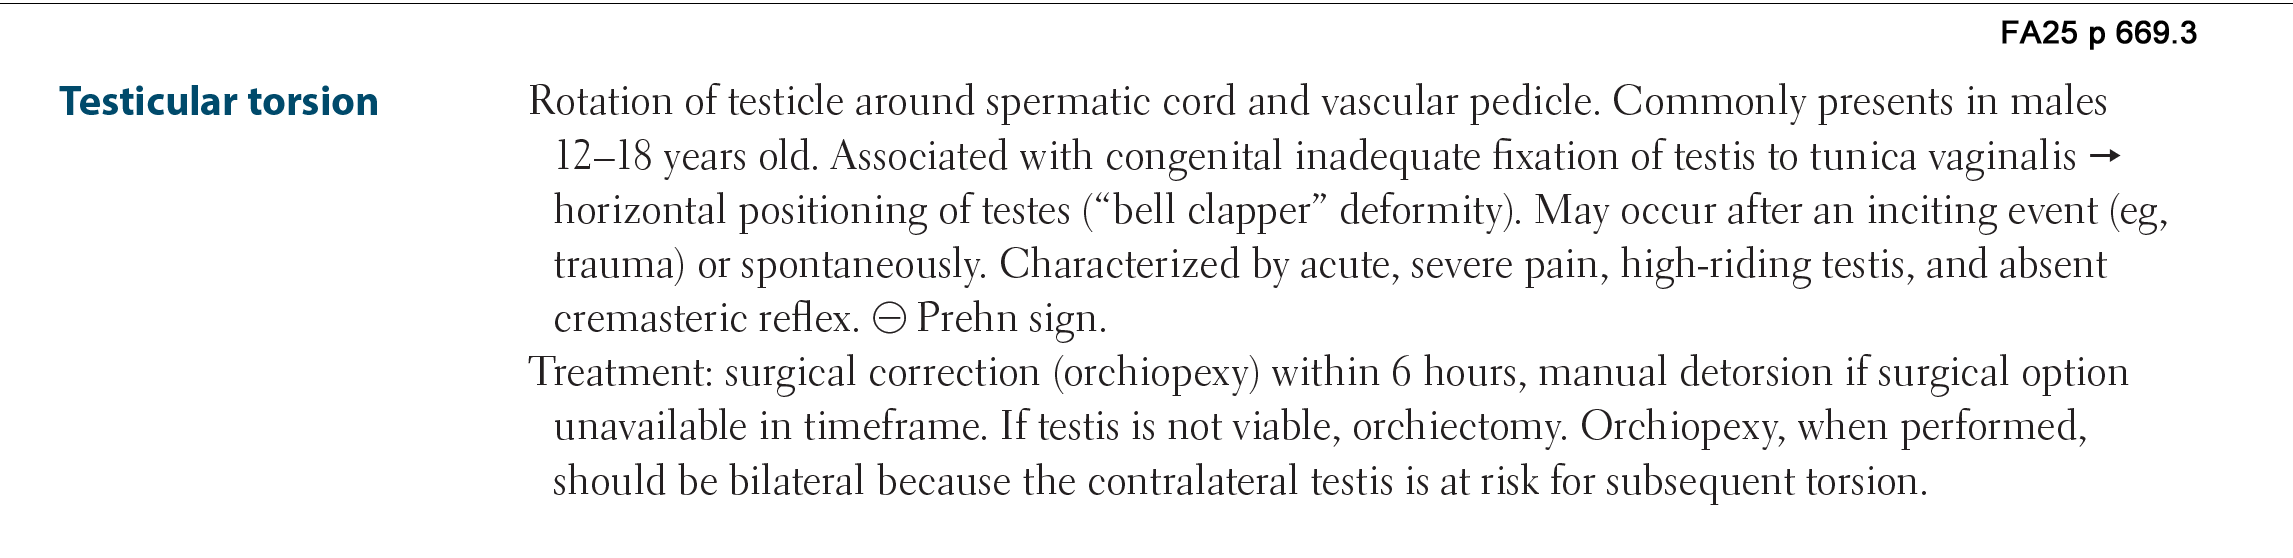 FA25 p 669.3
Testicular torsion
Rotation of testicle around spermatic cord and vascular pedicle. Commonly presents in males
12–18 years old. Associated with congenital inadequate fixation of testis to tunica vaginalis →
horizontal positioning of testes (“bell clapper” deformity). May occur after an inciting event (eg,
trauma) or spontaneously. Characterized by acute, severe pain, high-riding testis, and absent
cremasteric reflex. ⊖ Prehn sign.
Treatment: surgical correction (orchiopexy) within 6 hours, manual detorsion if surgical option
unavailable in timeframe. If testis is not viable, orchiectomy. Orchiopexy, when performed,
should be bilateral because the contralateral testis is at risk for subsequent torsion.